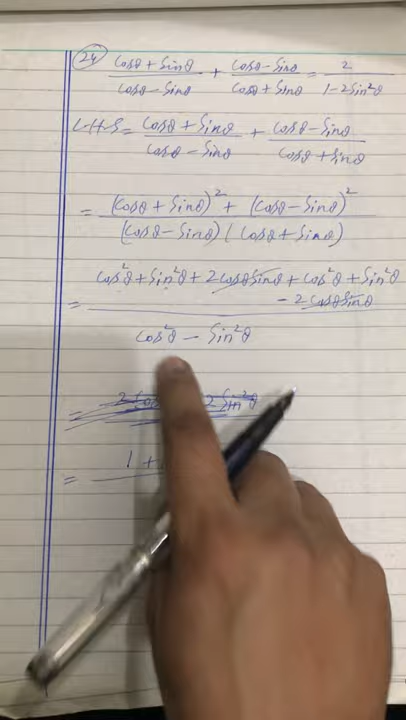 24 (cosθ + sinθ)/(cosθ - sinθ) + (cosθ - sinθ)/(cosθ + sinθ) = 2/(1 - 2sin²θ)
LHS = (cosθ + sinθ)/(cosθ - sinθ) + (cosθ - sinθ)/(cosθ + sinθ)
= ((cosθ + sinθ)² + (cosθ - sinθ)²)/((cosθ - sinθ)(cosθ + sinθ))
= cos²θ + sin²θ + 2cosθsinθ + cos²θ + sin²θ
- 2cosθsinθ
cos²θ - sin²θ
=
= 1 +